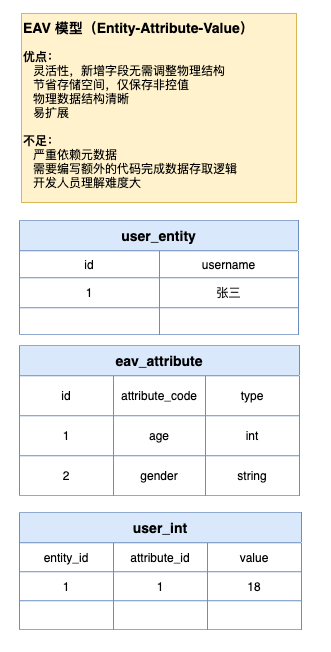 EAV 模型（Entity-Attribute-Value）
优点：
灵活性，新增字段无需调整物理结构
节省存储空间，仅保存非控值
物理数据结构清晰
易扩展
不足：
严重依赖元数据
需要编写额外的代码完成数据存取逻辑
开发人员理解难度大
user_entity
id username
1 张三
eav_attribute
id attribute_code type
1 age int
2 gender string
user_int
entity_id attribute_id value
1 1 18